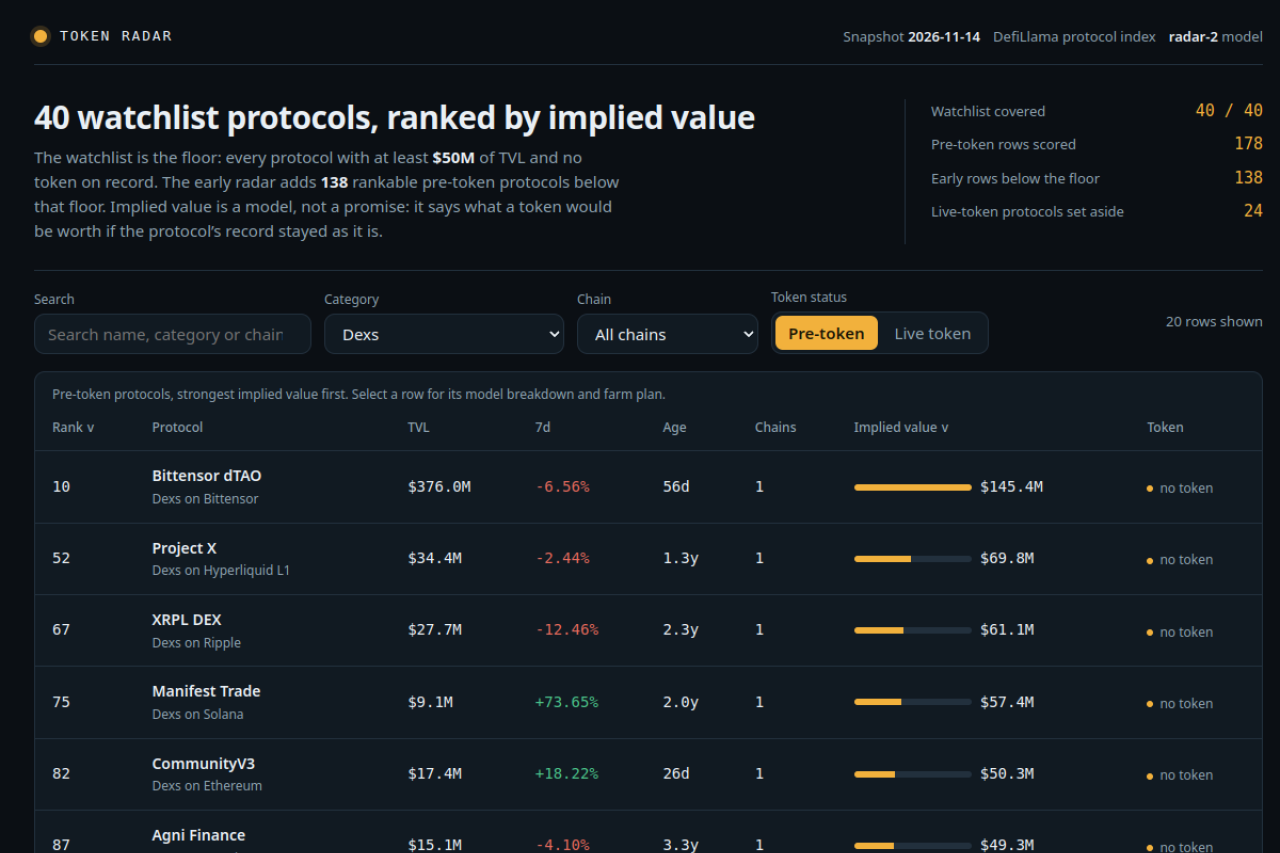 TOKEN RADAR
Snapshot 2026-11-14 DefiLlama protocol index radar-2 model
40 watchlist protocols, ranked by implied value
The watchlist is the floor: every protocol with at least $50M of TVL and no
token on record. The early radar adds 138 rankable pre-token protocols below
that floor. Implied value is a model, not a promise: it says what a token would
be worth if the protocol's record stayed as it is.
Watchlist covered 40 / 40
Pre-token rows scored 178
Early rows below the floor 138
Live-token protocols set aside 24
Search Category Chain Token status
Search name, category or chain Dexs All chains Pre-token Live token 20 rows shown
Pre-token protocols, strongest implied value first. Select a row for its model breakdown and farm plan.
Rank v Protocol TVL 7d Age Chains Implied value v Token
10 Bittensor dTAO $376.0M -6.56% 56d 1 $145.4M no token
Dexs on Bittensor
52 Project X $34.4M -2.44% 1.3y 1 $69.8M no token
Dexs on Hyperliquid L1
67 XRPL DEX $27.7M -12.46% 2.3y 1 $61.1M no token
Dexs on Ripple
75 Manifest Trade $9.1M +73.65% 2.0y 1 $57.4M no token
Dexs on Solana
82 CommunityV3 $17.4M +18.22% 26d 1 $50.3M no token
Dexs on Ethereum
87 Agni Finance $15.1M -4.10% 3.3y 1 $49.3M no token